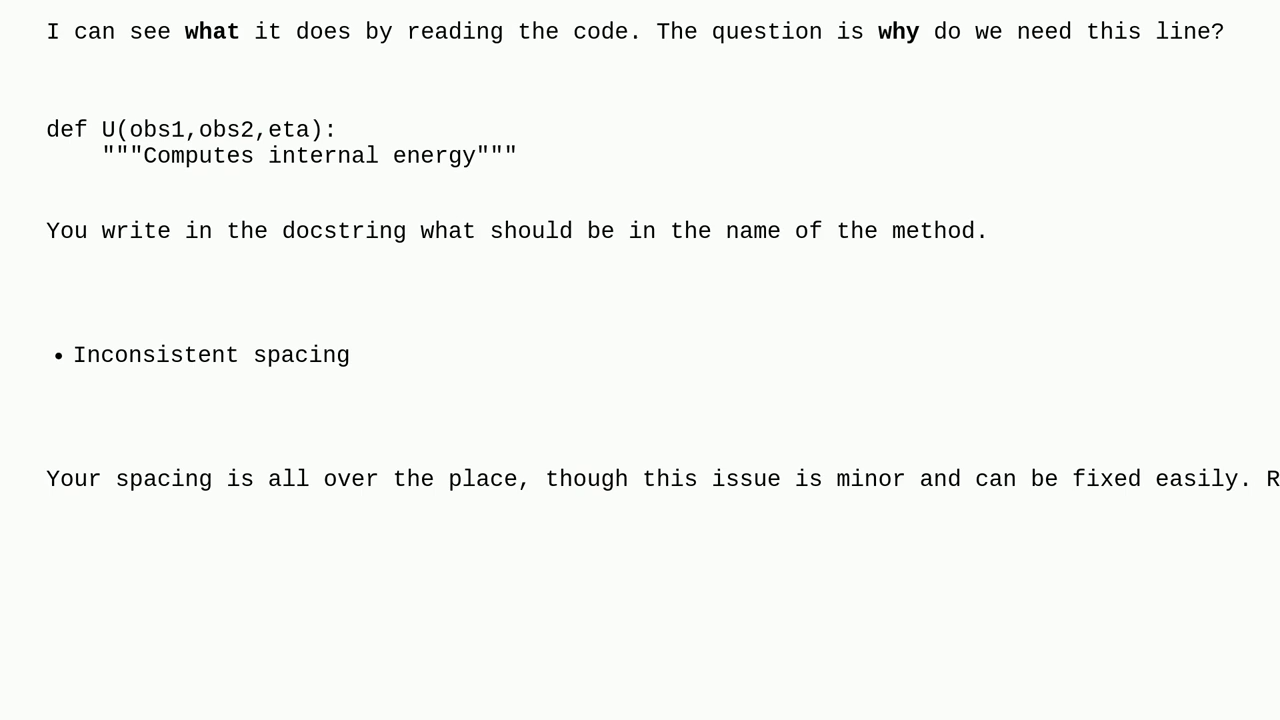 I can see what it does by reading the code. The question is why do we need this line?
def U(obs1,obs2,eta):
    """Computes internal energy"""
You write in the docstring what should be in the name of the method.
• Inconsistent spacing
Your spacing is all over the place, though this issue is minor and can be fixed easily. R